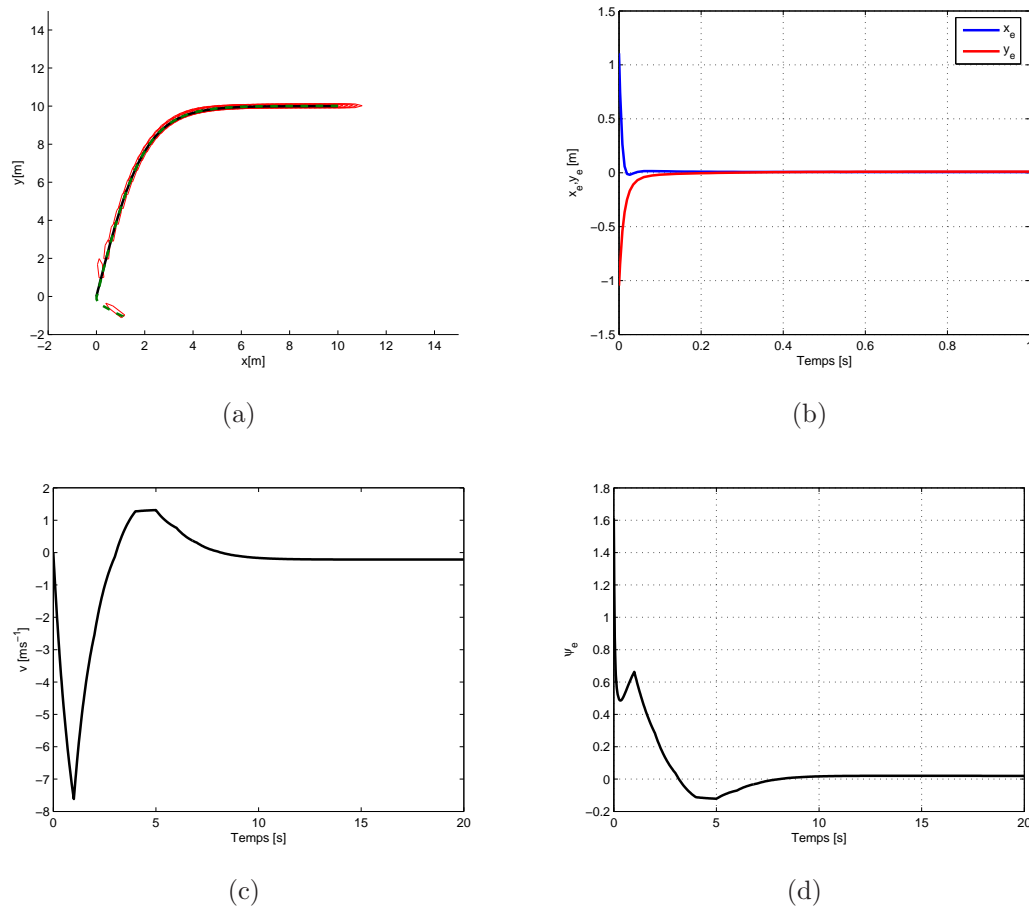 14
12
10
8
6
4
2
0
−2
y[m]
−2 0 2 4 6 8 10 12 14
x[m]
(a)
1.5
1
0.5
0
−0.5
−1
−1.5
x_e,y_e [m]
x_e
y_e
0 0.2 0.4 0.6 0.8 1
Temps [s]
(b)
2
1
0
−1
−2
−3
−4
−5
−6
−7
−8
v [ms⁻¹]
0 5 10 15 20
Temps [s]
(c)
1.8
1.6
1.4
1.2
1
0.8
0.6
0.4
0.2
0
−0.2
ψ_e
0 5 10 15 20
Temps [s]
(d)